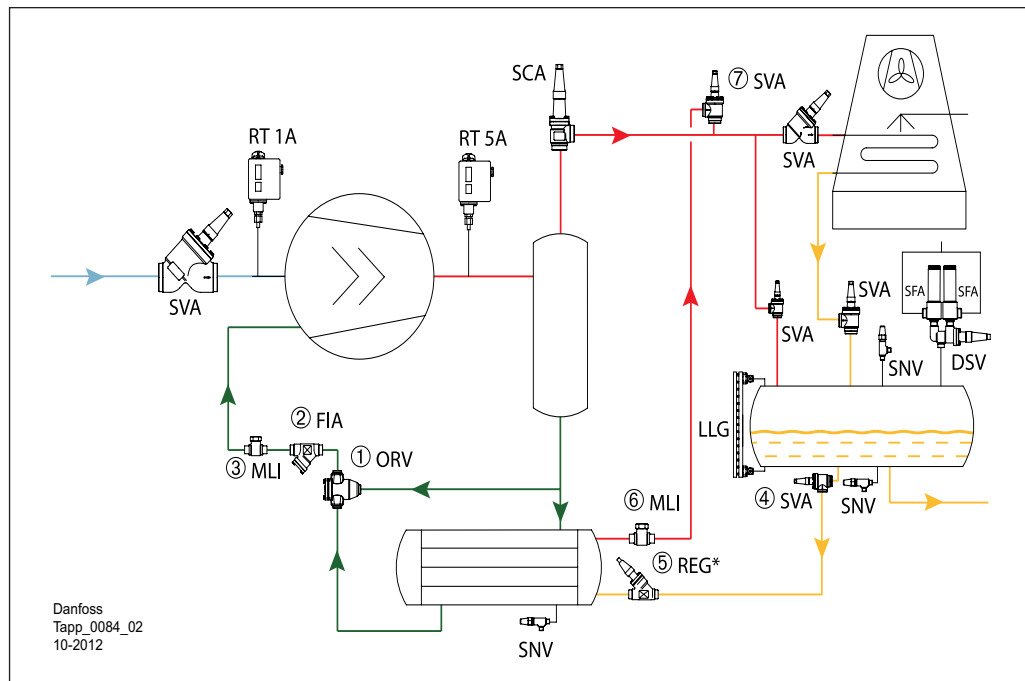 SCA
⑦ SVA
RT 1A
RT 5A
SVA
SVA
SVA
SVA
SFA
SFA
SNV
DSV
② FIA
① ORV
③ MLI
LLG
⑥ MLI
④ SVA
SNV
⑤ REG*
SNV
Danfoss
Tapp_0084_02
10-2012